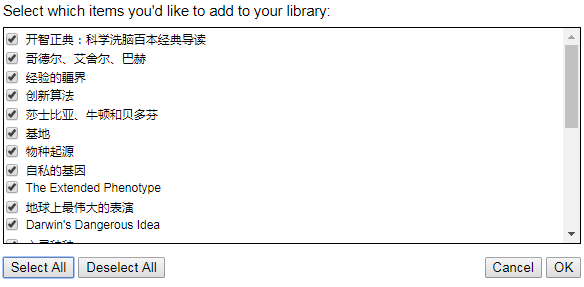 Select which items you'd like to add to your library:
开智正典：科学洗脑百本经典导读
哥德尔、艾舍尔、巴赫
经验的疆界
创新算法
莎士比亚、牛顿和贝多芬
基地
物种起源
自私的基因
The Extended Phenotype
地球上最伟大的表演
Darwin's Dangerous Idea
Select All Deselect All Cancel OK